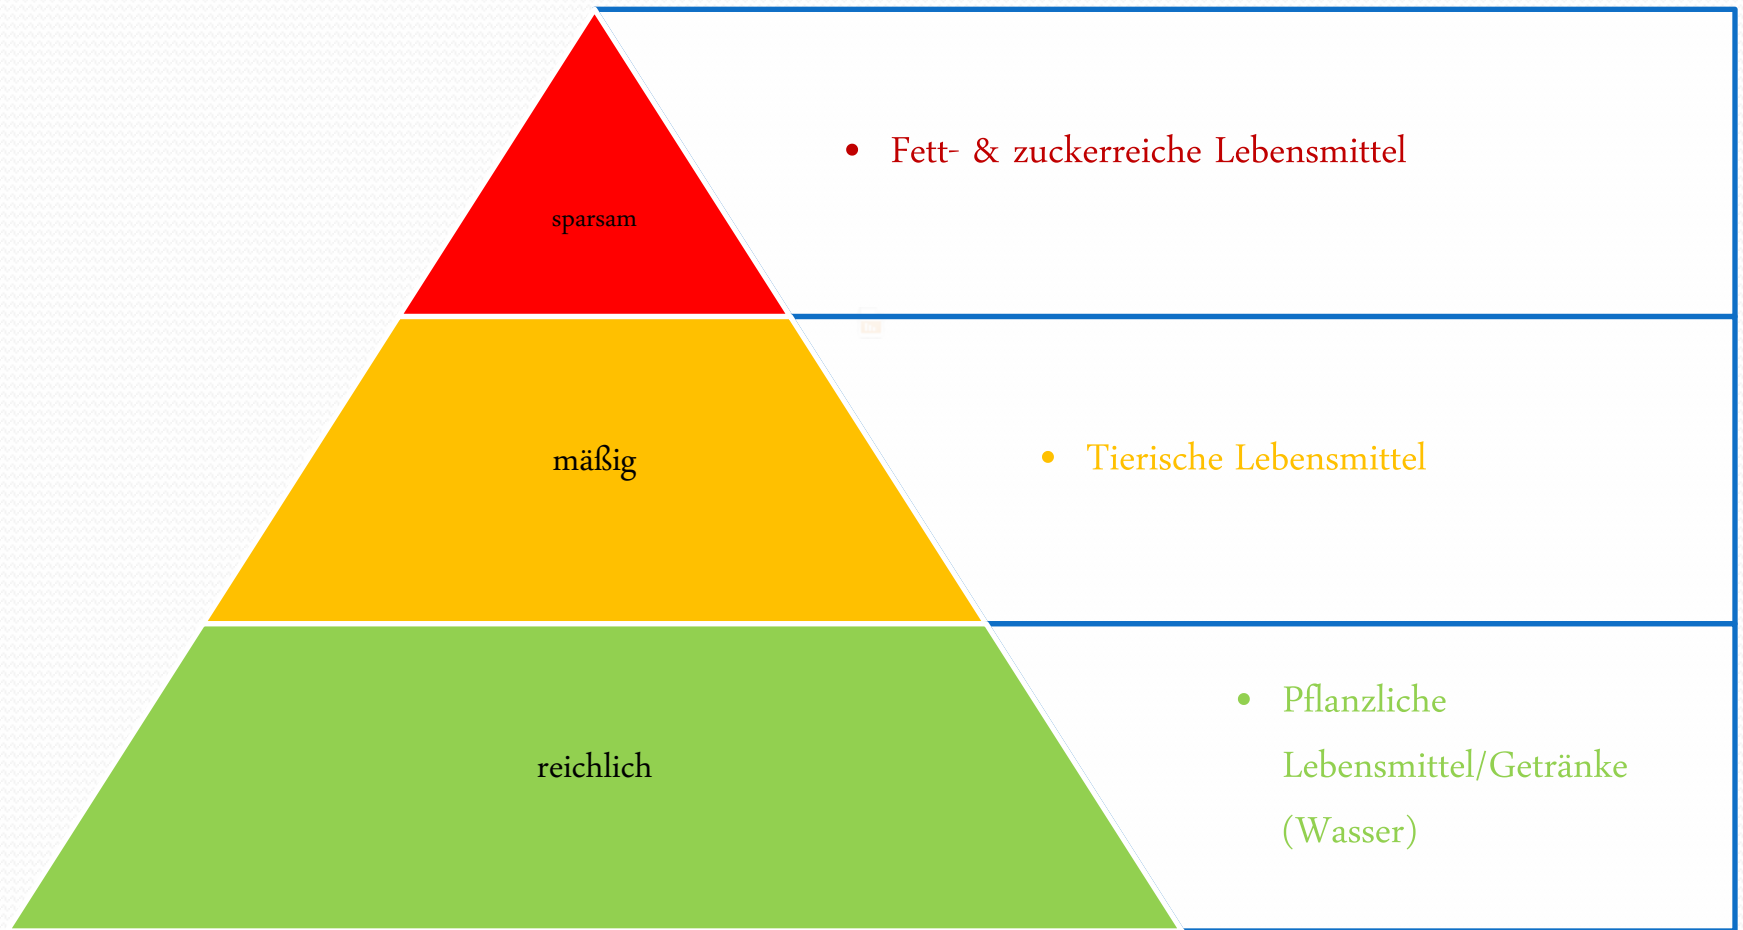 • Fett- & zuckerreiche Lebensmittel
sparsam
• Tierische Lebensmittel
mäßig
• Pflanzliche
Lebensmittel/Getränke
(Wasser)
reichlich